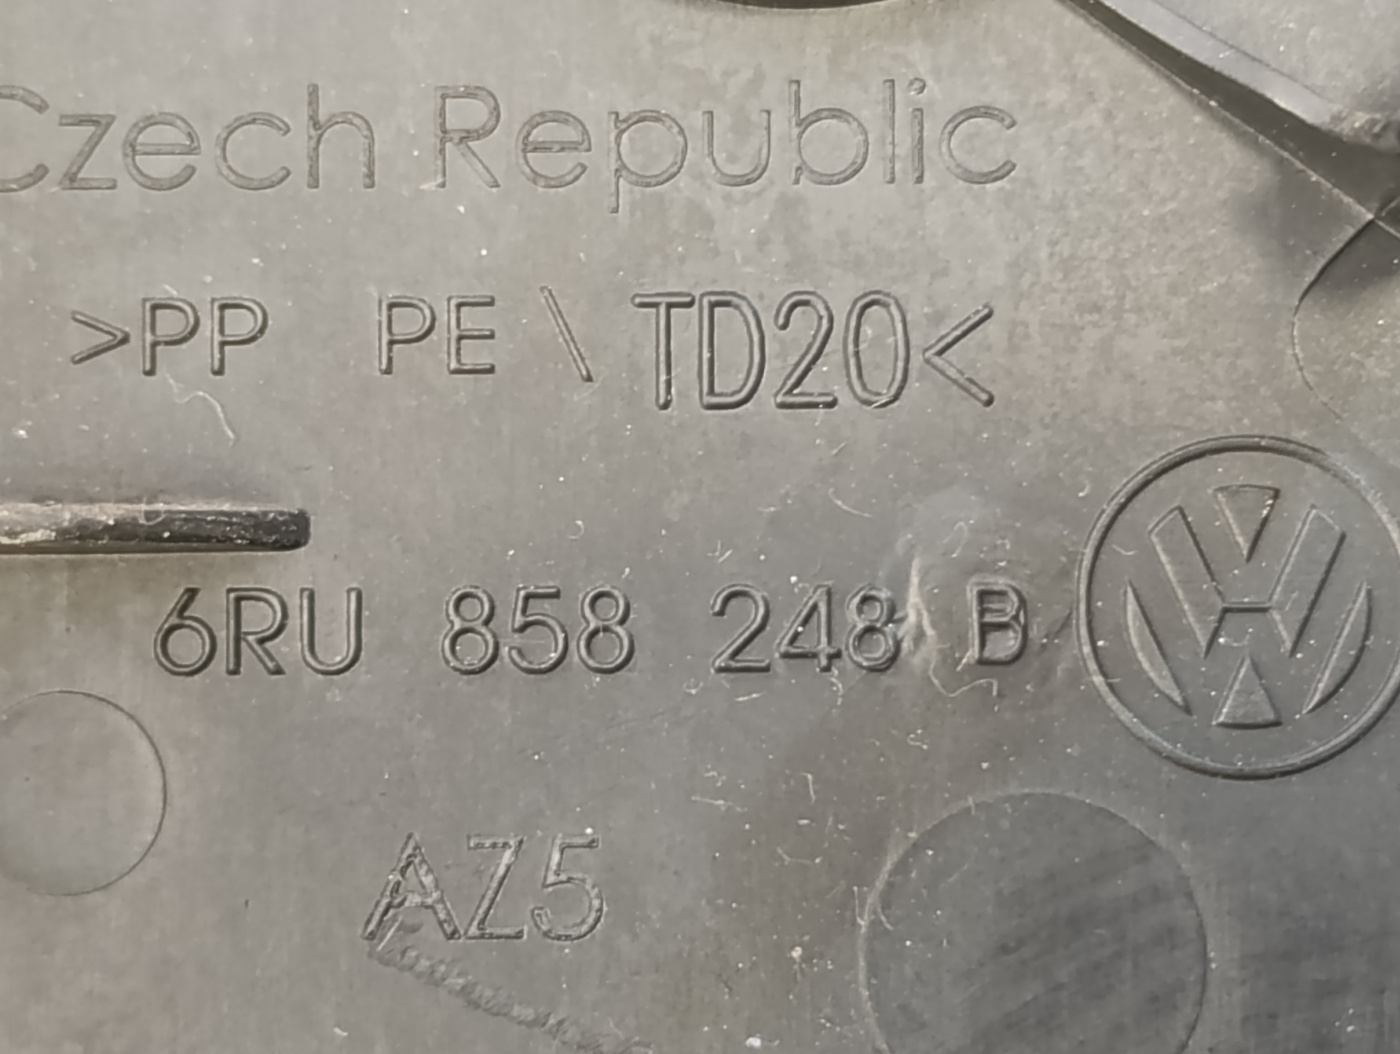 Czech Republic
>PP PE \ TD20<
6RU 858 248 B
AZ5